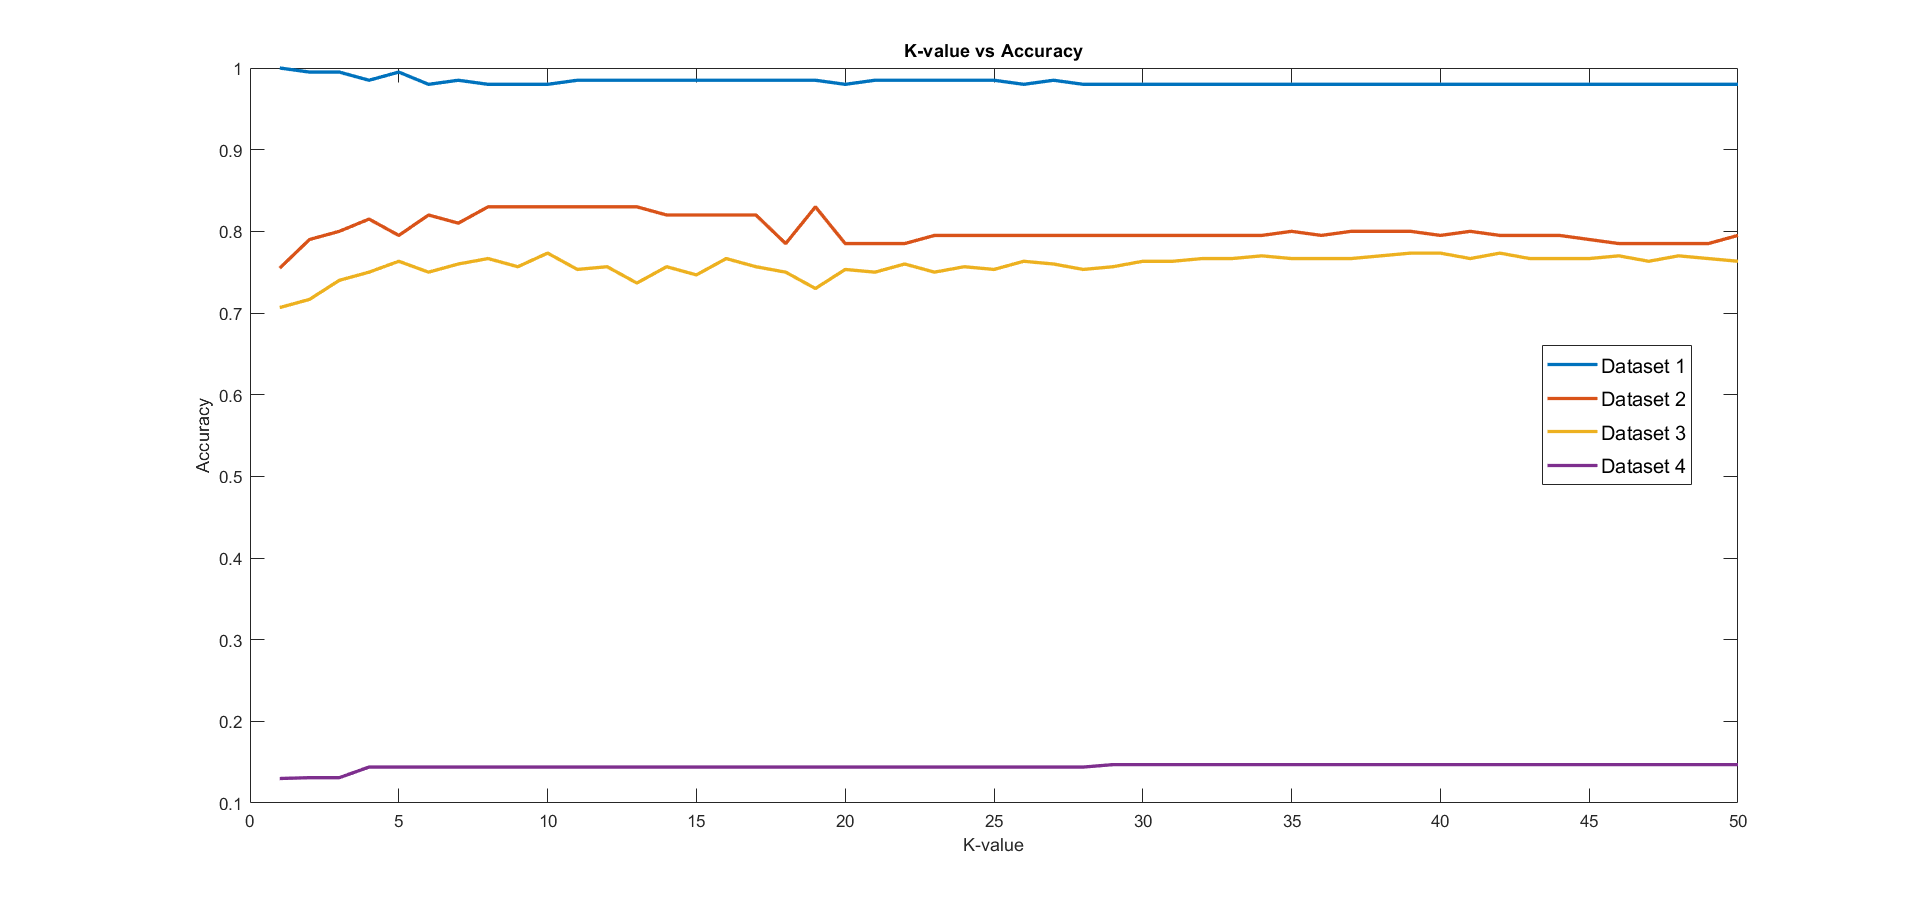 K-value vs Accuracy
1
0.9
0.8
0.7
0.6
0.5
0.4
0.3
0.2
0.1
Accuracy
Dataset 1
Dataset 2
Dataset 3
Dataset 4
0 5 10 15 20 25 30 35 40 45 50
K-value